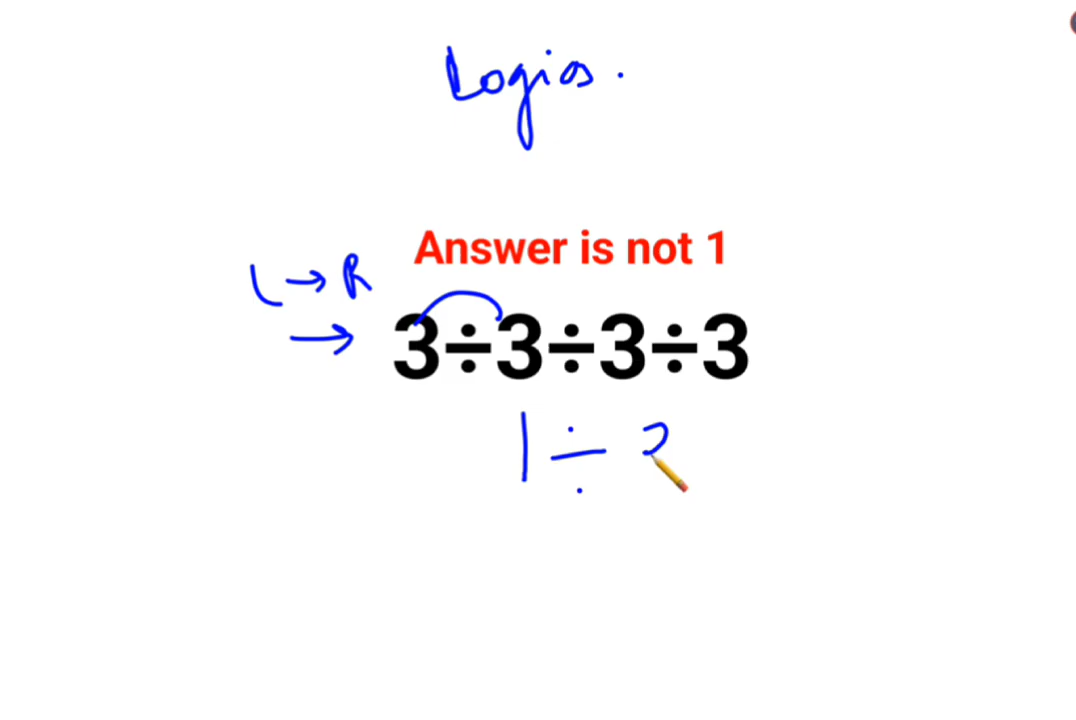 Logics.
Answer is not 1
L → R
→ 3÷3÷3÷3
1 ÷